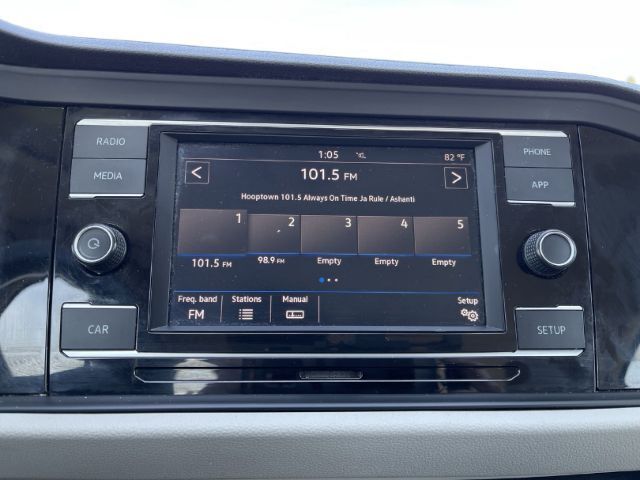 RADIO
MEDIA
CAR
1:05
82 °F
101.5 FM
Hooptown 101.5 Always On Time Ja Rule / Ashanti
1 2 3 4 5
101.5 FM 98.9 FM Empty Empty Empty
Freq. band Stations Manual Setup
FM
PHONE
APP
SETUP